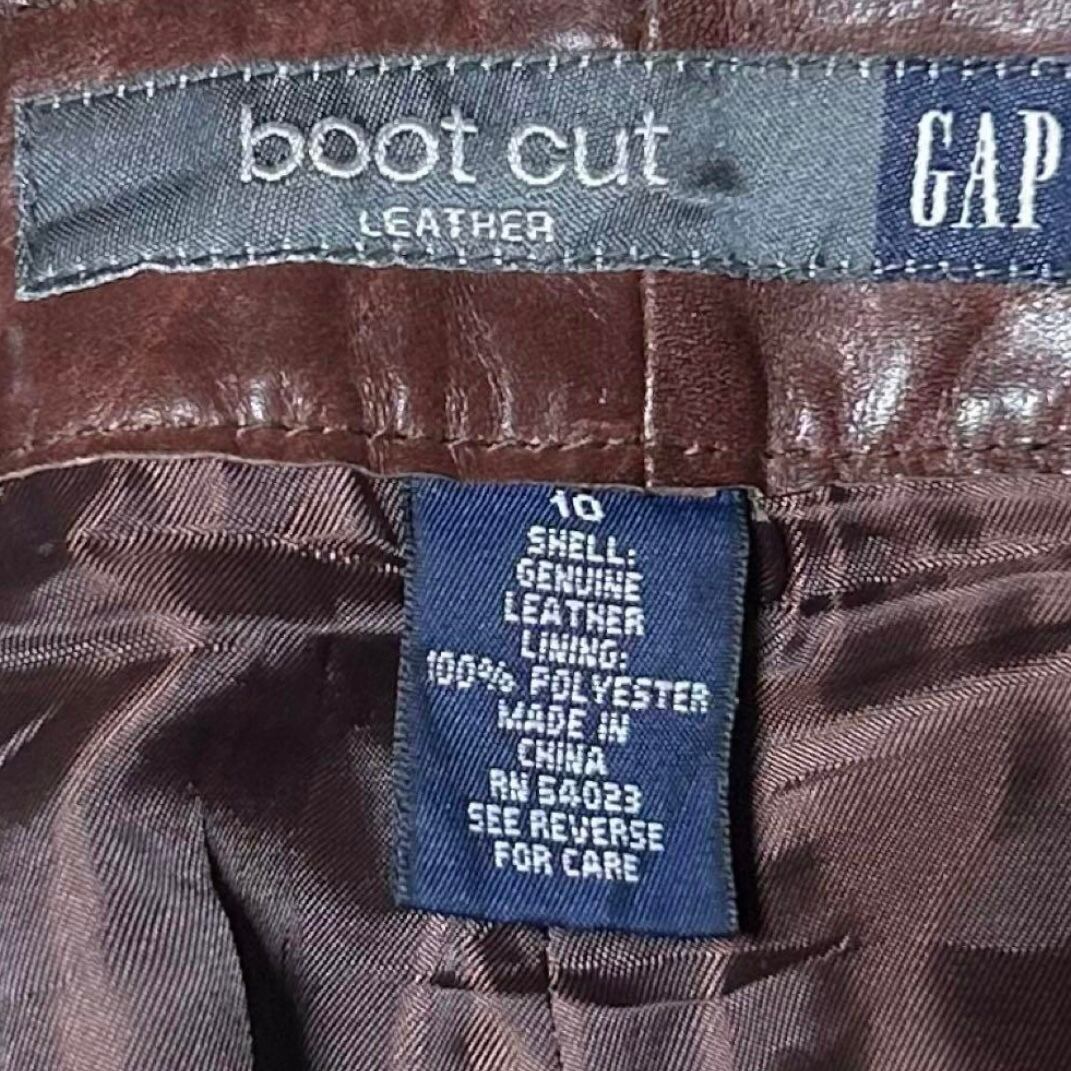 boot cut
LEATHER
GAP
10
SHELL:
GENUINE
LEATHER
LINING:
100% POLYESTER
MADE IN
CHINA
RN 54023
SEE REVERSE
FOR CARE